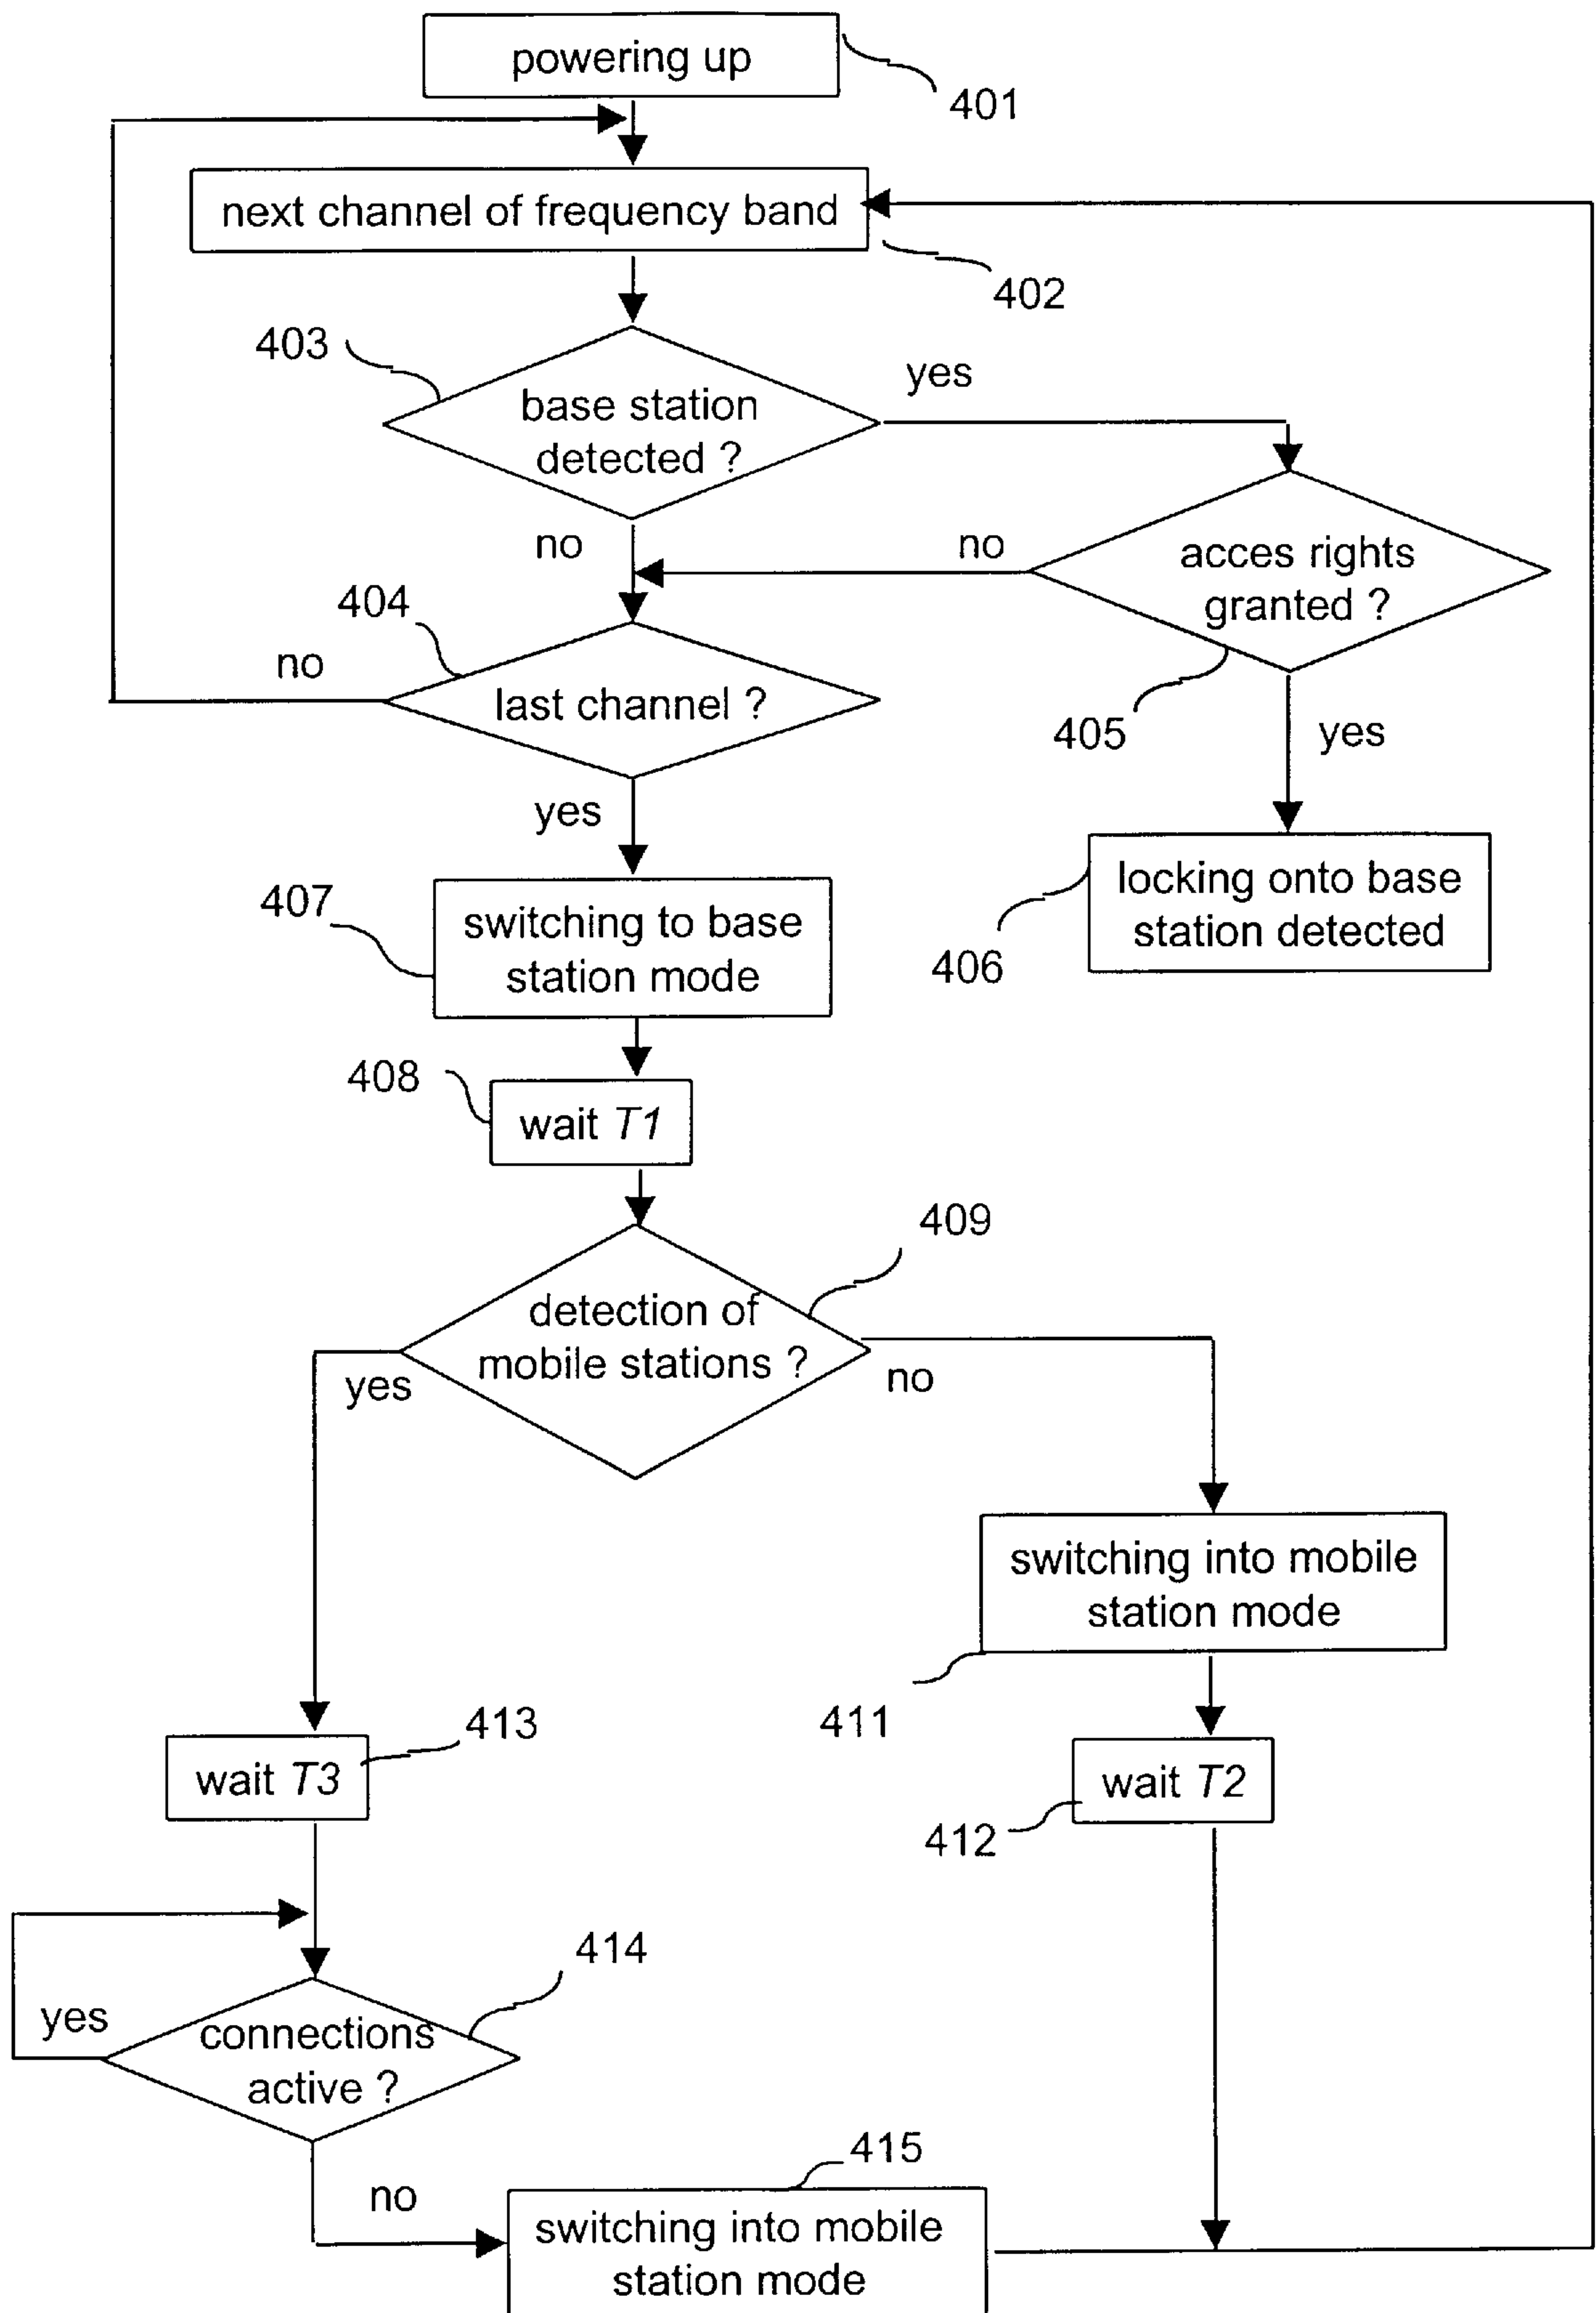 powering up
401
next channel of frequency band
402
403
base station
detected ?
yes
no
no
acces rights
granted ?
404
no
last channel ?
405
yes
yes
407
switching to base
station mode
locking onto base
station detected
406
408
wait T1
409
detection of
mobile stations ?
yes
no
switching into mobile
station mode
411
413
wait T3
wait T2
412
414
yes
connections
active ?
no
415
switching into mobile
station mode